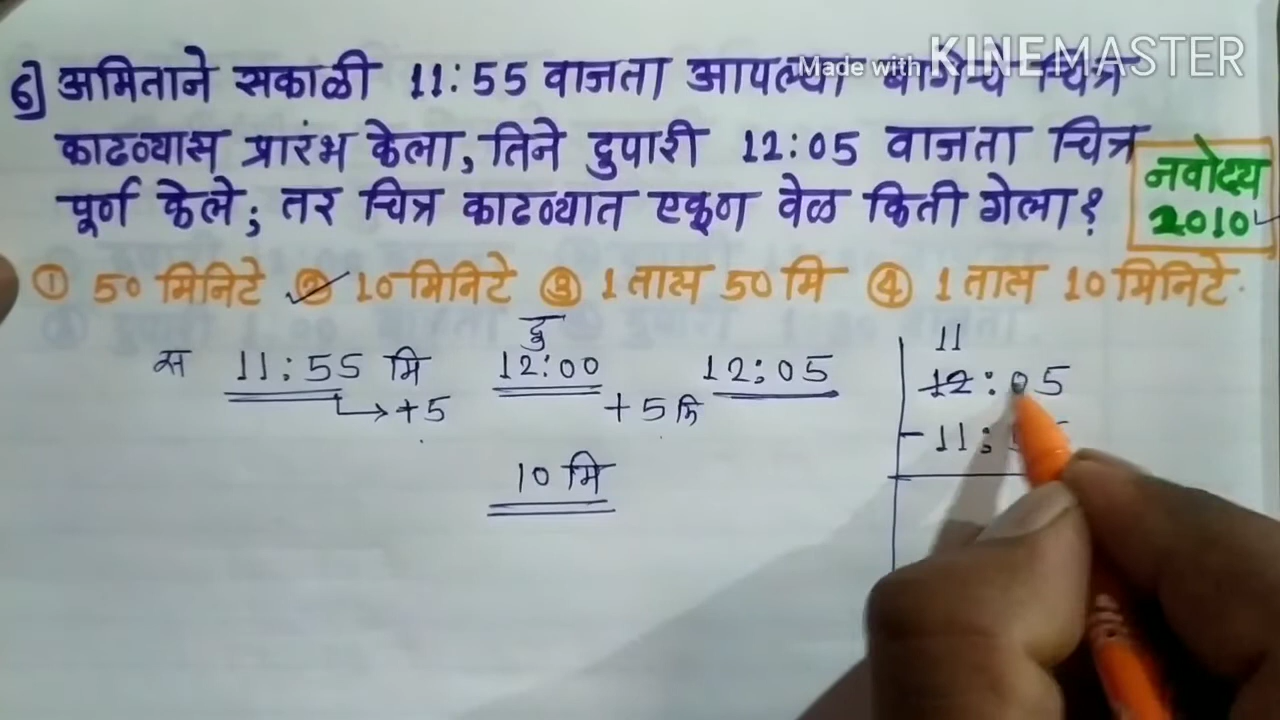 Made with KINEMASTER
6] अमिताने सकाळी 11:55 वाजता आपल्या बागेचे चित्र
काढण्यास प्रारंभ केला, तिने दुपारी 12:05 वाजता चित्र
पूर्ण केले; तर चित्र काढण्यात एकूण वेळ किती गेला?
नवोदय
2010
① 50 मिनिटे ② 10 मिनिटे ③ 1 तास 50 मि ④ 1 तास 10 मिनिटे
दु
स 11:55 मि 12:00 12:05
+5 +5 मि
10 मि
11
12:05
- 11: